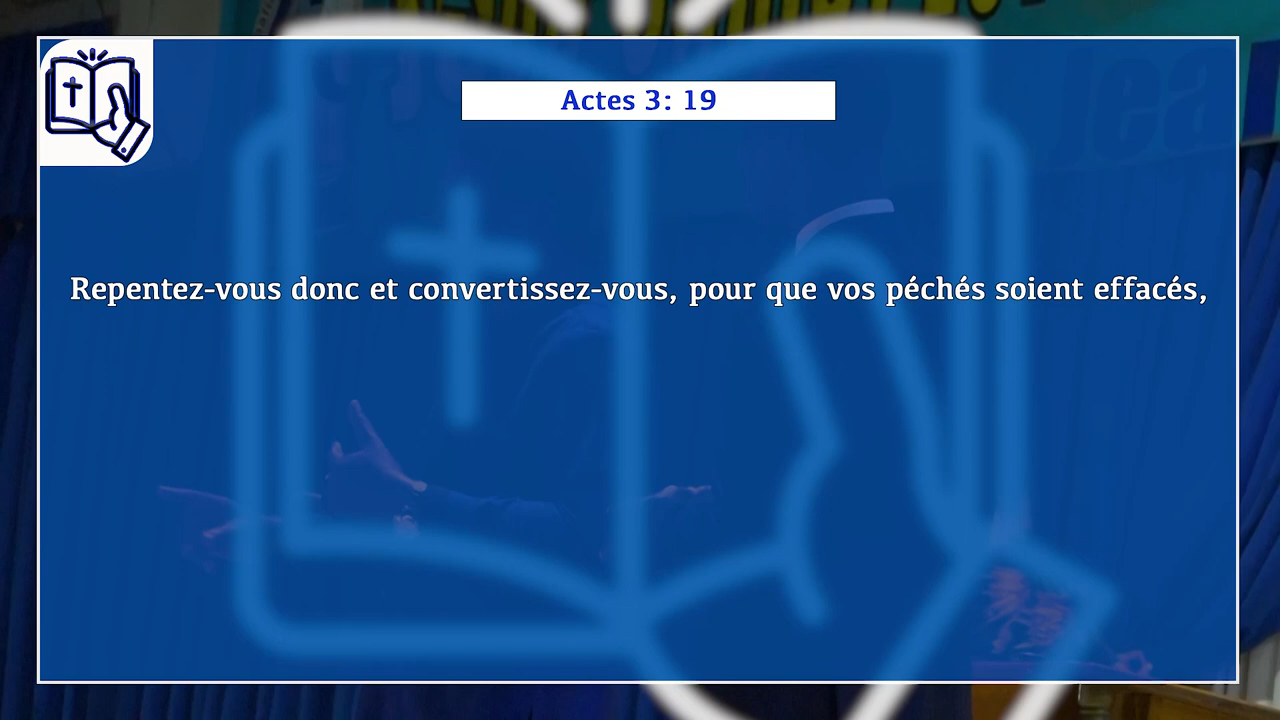 Actes 3: 19
Repentez-vous donc et convertissez-vous, pour que vos péchés soient effacés,